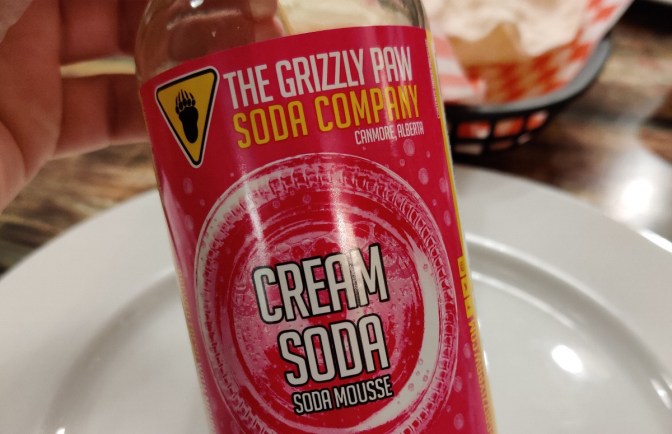 THE GRIZZLY PAW
SODA COMPANY
CANMORE, ALBERTA
CREAM
SODA
SODA MOUSSE